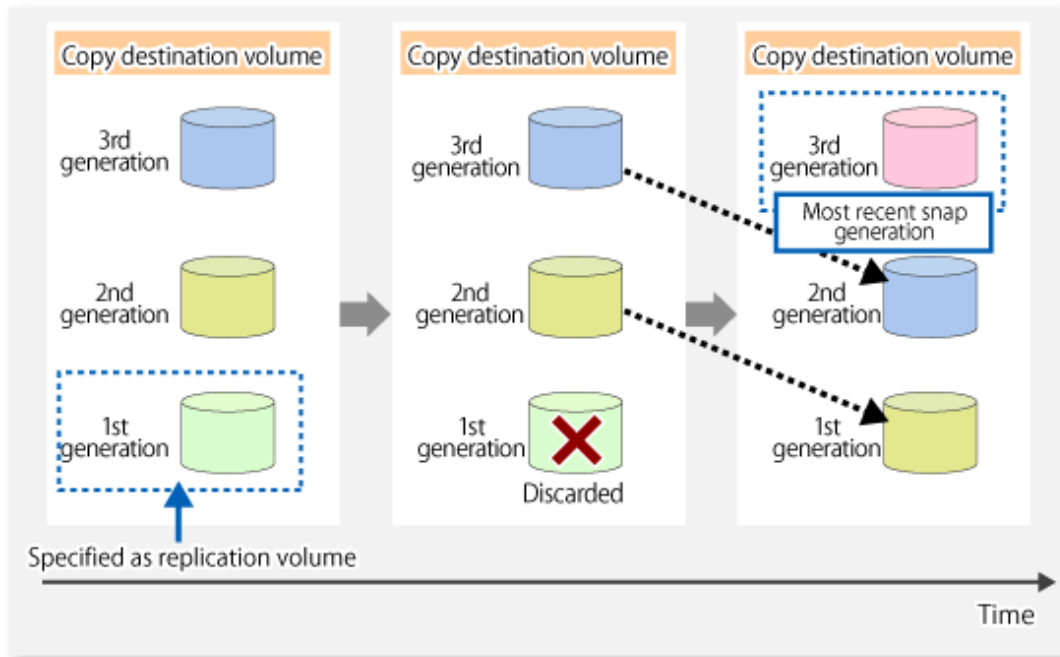 Copy destination volume
3rd
generation
2nd
generation
1st
generation
Specified as replication volume
Copy destination volume
3rd
generation
2nd
generation
1st
generation
Discarded
Copy destination volume
3rd
generation
Most recent snap
generation
2nd
generation
1st
generation
Time